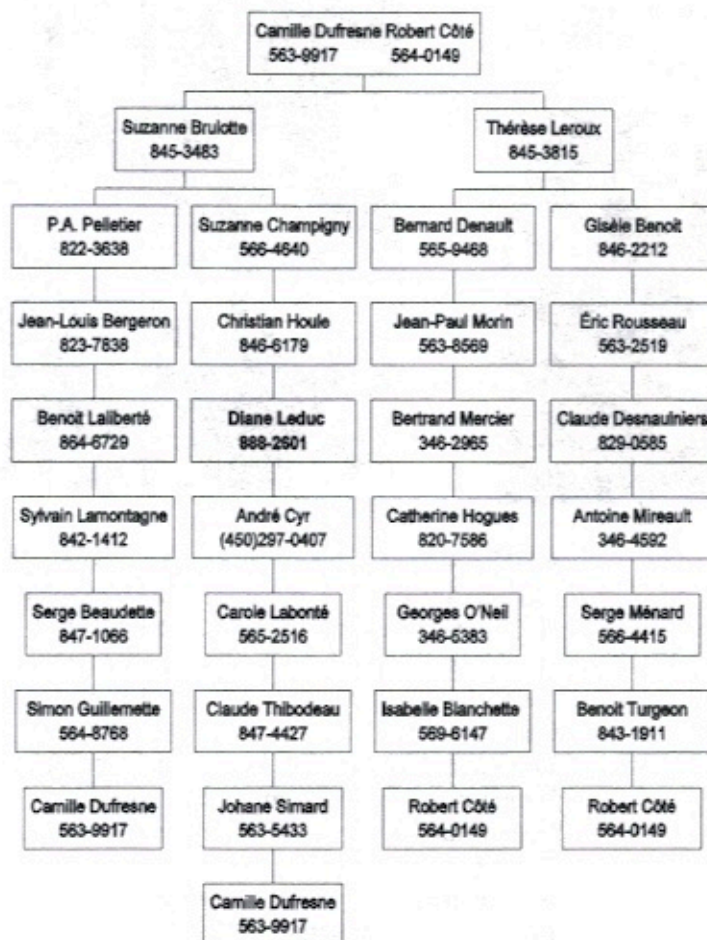 Camille Dufresne Robert Côté
563-9917 564-0149
Suzanne Brulotte
845-3483
Thérèse Leroux
845-3815
P.A. Pelletier
822-3638
Suzanne Champigny
566-4640
Bernard Denault
565-9468
Gisèle Benoit
846-2212
Jean-Louis Bergeron
823-7838
Christian Houle
846-6179
Jean-Paul Morin
563-8569
Éric Rousseau
563-2519
Benoit Laliberté
864-6729
Diane Leduc
888-2601
Bertrand Mercier
346-2965
Claude Desnaulniers
829-0585
Sylvain Lamontagne
842-1412
André Cyr
(450)297-0407
Catherine Hogues
820-7586
Antoine Mireault
346-4592
Serge Beaudette
847-1066
Carole Labonté
565-2516
Georges O'Neil
346-5383
Serge Ménard
566-4415
Simon Guillemette
564-8768
Claude Thibodeau
847-4427
Isabelle Blanchette
569-6147
Benoit Turgeon
843-1911
Camille Dufresne
563-9917
Johane Simard
563-5433
Robert Côté
564-0149
Robert Côté
564-0149
Camille Dufresne
563-9917